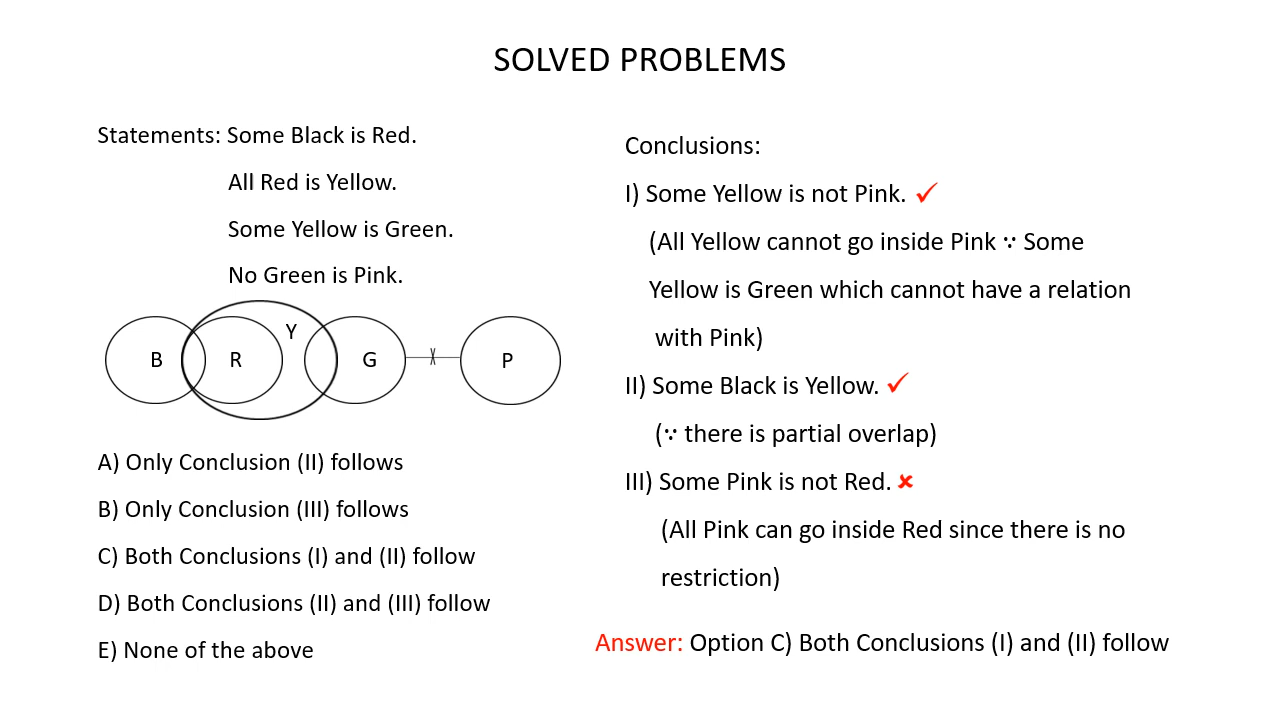 SOLVED PROBLEMS
Statements: Some Black is Red.
All Red is Yellow.
Some Yellow is Green.
No Green is Pink.
B R Y G P
A) Only Conclusion (II) follows
B) Only Conclusion (III) follows
C) Both Conclusions (I) and (II) follow
D) Both Conclusions (II) and (III) follow
E) None of the above
Conclusions:
I) Some Yellow is not Pink. ✓
(All Yellow cannot go inside Pink ∵ Some
Yellow is Green which cannot have a relation
with Pink)
II) Some Black is Yellow. ✓
(∵ there is partial overlap)
III) Some Pink is not Red. ✘
(All Pink can go inside Red since there is no
restriction)
Answer: Option C) Both Conclusions (I) and (II) follow